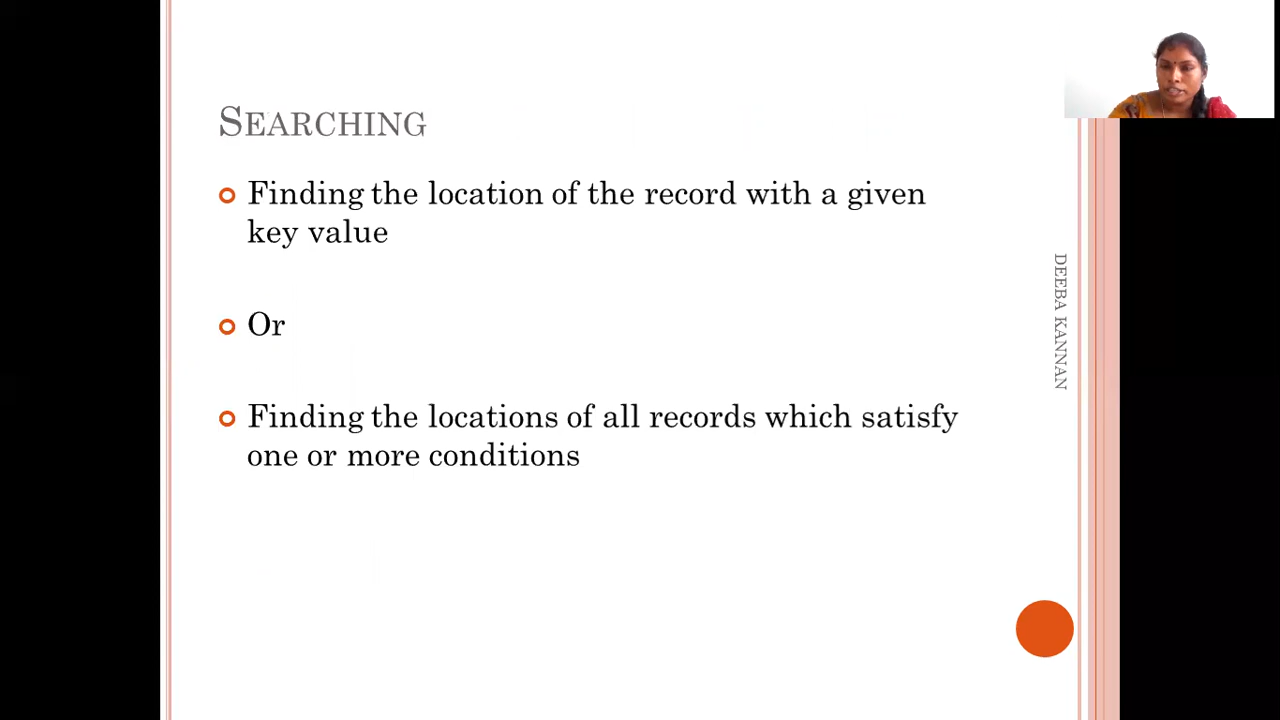 SEARCHING
Finding the location of the record with a given
key value
Or
Finding the locations of all records which satisfy
one or more conditions
DEEBA KANNAN